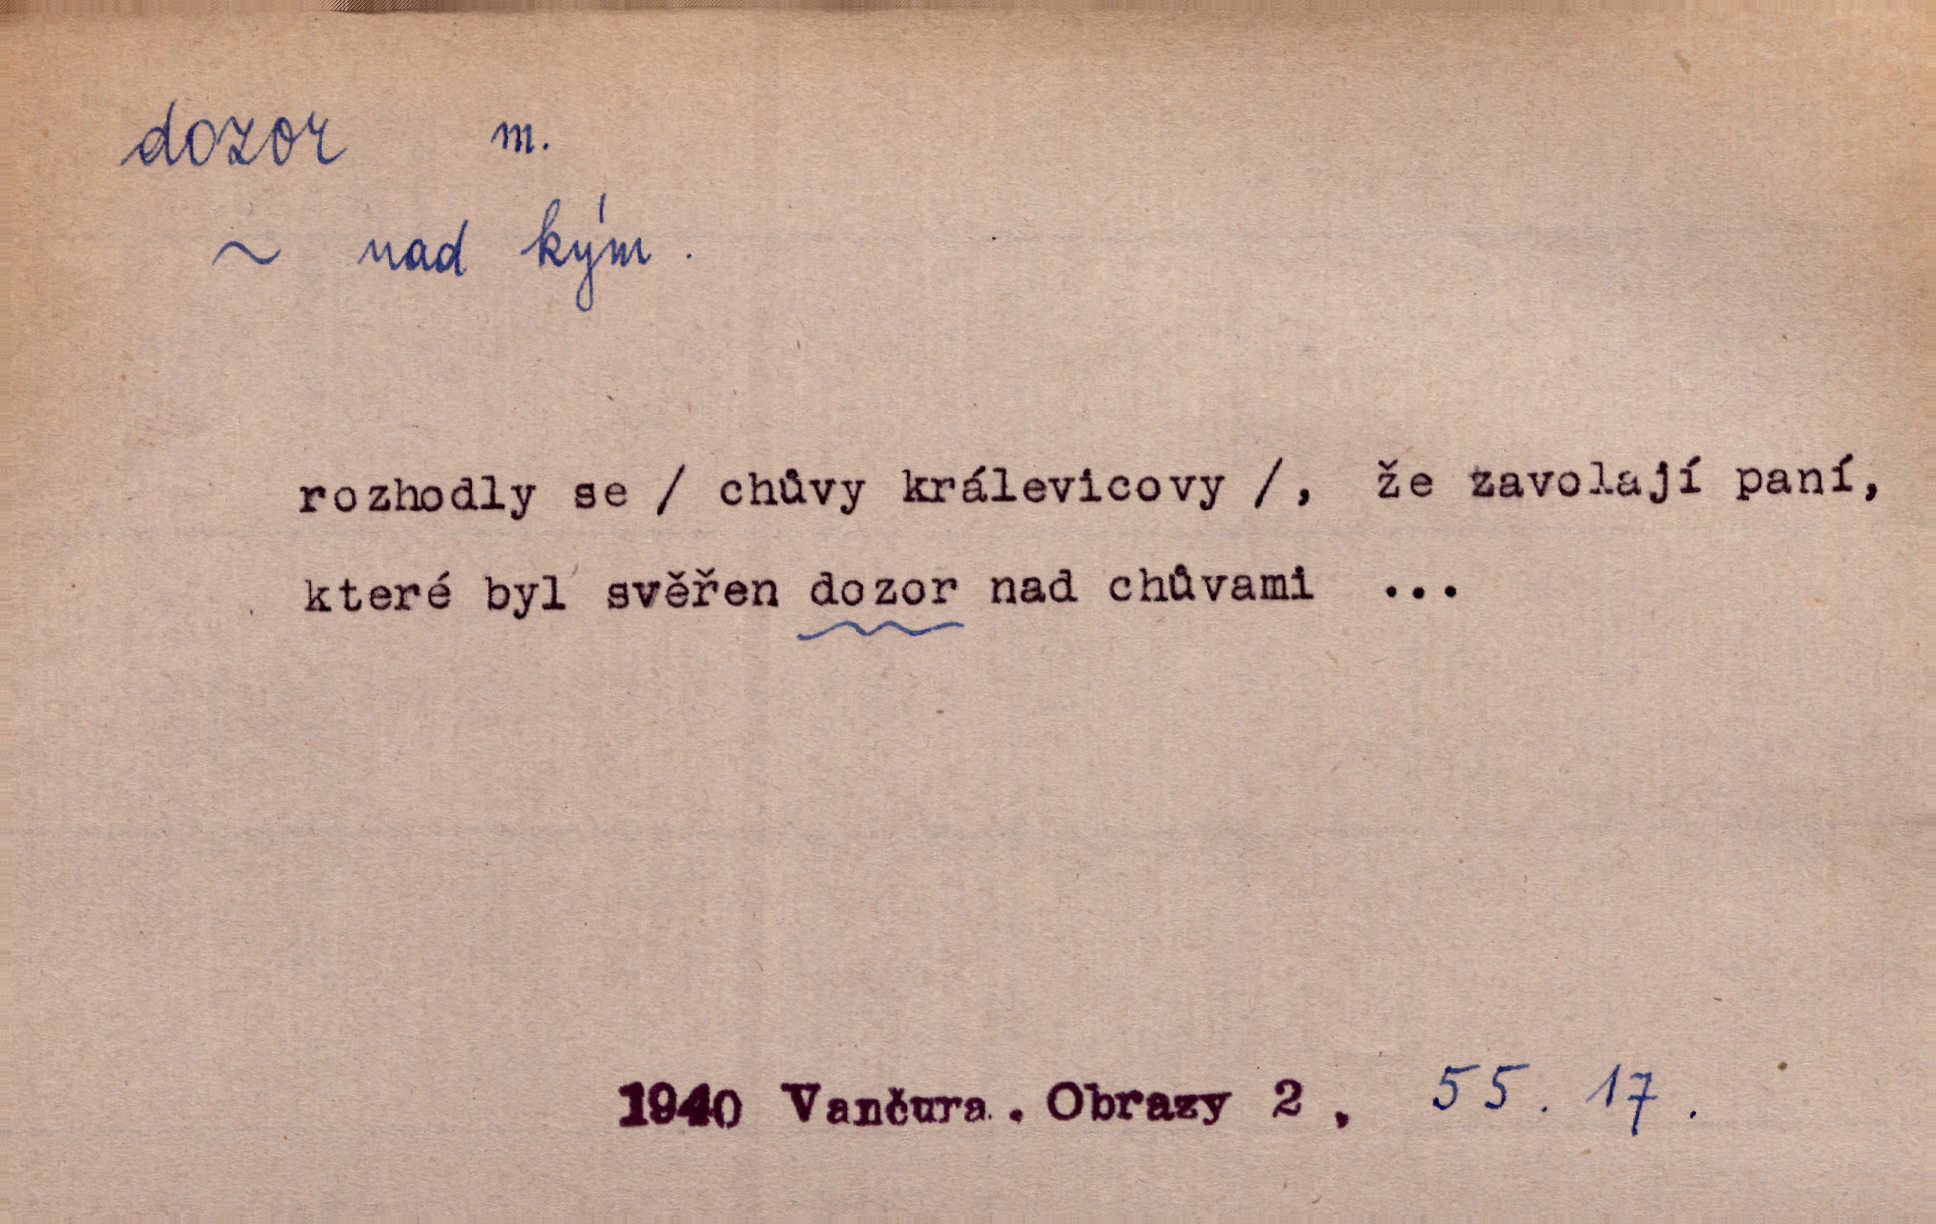 dozor m.
~ nad kým.
rozhodly se / chůvy králevicovy /, že zavolají paní,
které byl svěřen dozor nad chůvami ...
1940 Vančura. Obrazy 2, 55. 17.